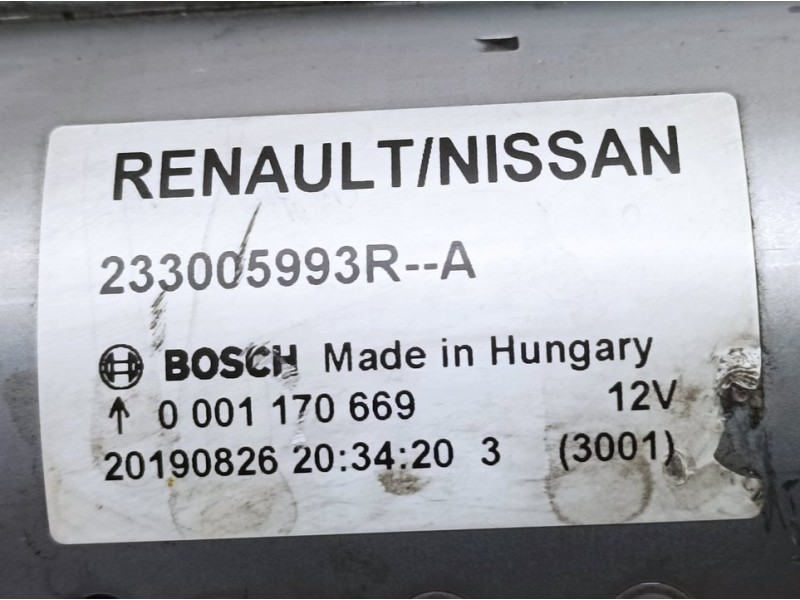 RENAULT/NISSAN
233005993R--A
BOSCH Made in Hungary
↑ 0 001 170 669 12V
20190826 20:34:20 3 (3001)